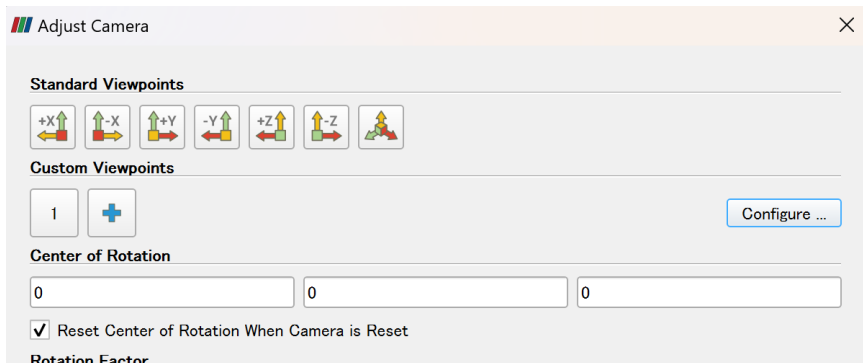 Adjust Camera
Standard Viewpoints
+X -X +Y -Y +Z -Z
Custom Viewpoints
1 Configure ...
Center of Rotation
0 0 0
Reset Center of Rotation When Camera is Reset
Rotation Factor